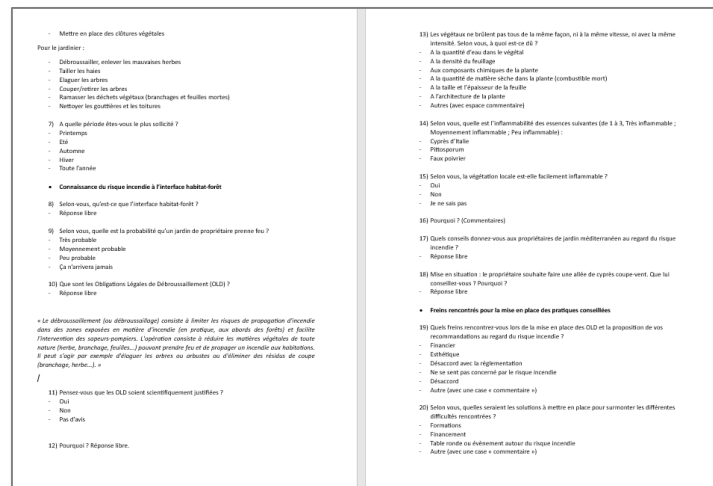 - Mettre en place des clôtures végétales
Pour le jardinier :
- Débroussailler, enlever les mauvaises herbes
- Tailler les haies
- Elaguer les arbres
- Couper/retirer les arbres
- Ramasser les déchets végétaux (branchages et feuilles mortes)
- Nettoyer les gouttières et les toitures
7) A quelle période êtes-vous le plus sollicité ?
- Printemps
- Eté
- Automne
- Hiver
- Toute l'année
• Connaissance du risque incendie à l'interface habitat-forêt
8) Selon-vous, qu'est-ce que l'interface habitat-forêt ?
- Réponse libre
9) Selon vous, quelle est la probabilité qu'un jardin de propriétaire prenne feu ?
- Très probable
- Moyennement probable
- Peu probable
- Ça n'arrivera jamais
10) Que sont les Obligations Légales de Débroussaillement (OLD) ?
- Réponse libre
« Le débroussaillement (ou débroussaillage) consiste à limiter les risques de propagation d'incendie
dans des zones exposées en matière d'incendie (en pratique, aux abords des forêts) et facilite
l'intervention des sapeurs-pompiers. L'opération consiste à réduire les matières végétales de toute
nature (herbe, branchage, feuilles...) pouvant prendre feu et de propager un incendie aux habitations.
Il peut s'agir par exemple d'élaguer les arbres ou arbustes ou d'éliminer des résidus de coupe
(branchage, herbe...). »
/
11) Pensez-vous que les OLD soient scientifiquement justifiées ?
- Oui
- Non
- Pas d'avis
12) Pourquoi ? Réponse libre.
13) Les végétaux ne brûlent pas tous de la même façon, ni à la même vitesse, ni avec la même
intensité. Selon vous, à quoi est-ce dû ?
- A la quantité d'eau dans le végétal
- A la densité du feuillage
- Aux composants chimiques de la plante
- A la quantité de matière sèche dans la plante (combustible mort)
- A la taille et l'épaisseur de la feuille
- A l'architecture de la plante
- Autres (avec espace commentaire)
14) Selon vous, quelle est l'inflammabilité des essences suivantes (de 1 à 3, Très inflammable ;
Moyennement inflammable ; Peu inflammable) :
- Cyprès d'Italie
- Pittosporum
- Faux poivrier
15) Selon vous, la végétation locale est-elle facilement inflammable ?
- Oui
- Non
- Je ne sais pas
16) Pourquoi ? (Commentaires)
17) Quels conseils donnez-vous aux propriétaires de jardin méditerranéen au regard du risque
incendie ?
- Réponse libre
18) Mise en situation : le propriétaire souhaite faire une allée de cyprès coupe-vent. Que lui
conseillez-vous ? Pourquoi ?
- Réponse libre
• Freins rencontrés pour la mise en place des pratiques conseillées
19) Quels freins rencontrez-vous lors de la mise en place des OLD et la proposition de vos
recommandations au regard du risque incendie ?
- Financier
- Esthétique
- Désaccord avec la réglementation
- Ne se sent pas concerné par le risque incendie
- Désaccord
- Autre (avec une case « commentaire »)
20) Selon vous, quelles seraient les solutions à mettre en place pour surmonter les différentes
difficultés rencontrées ?
- Formations
- Financement
- Table ronde ou évènement autour du risque incendie
- Autre (avec une case « commentaire »)